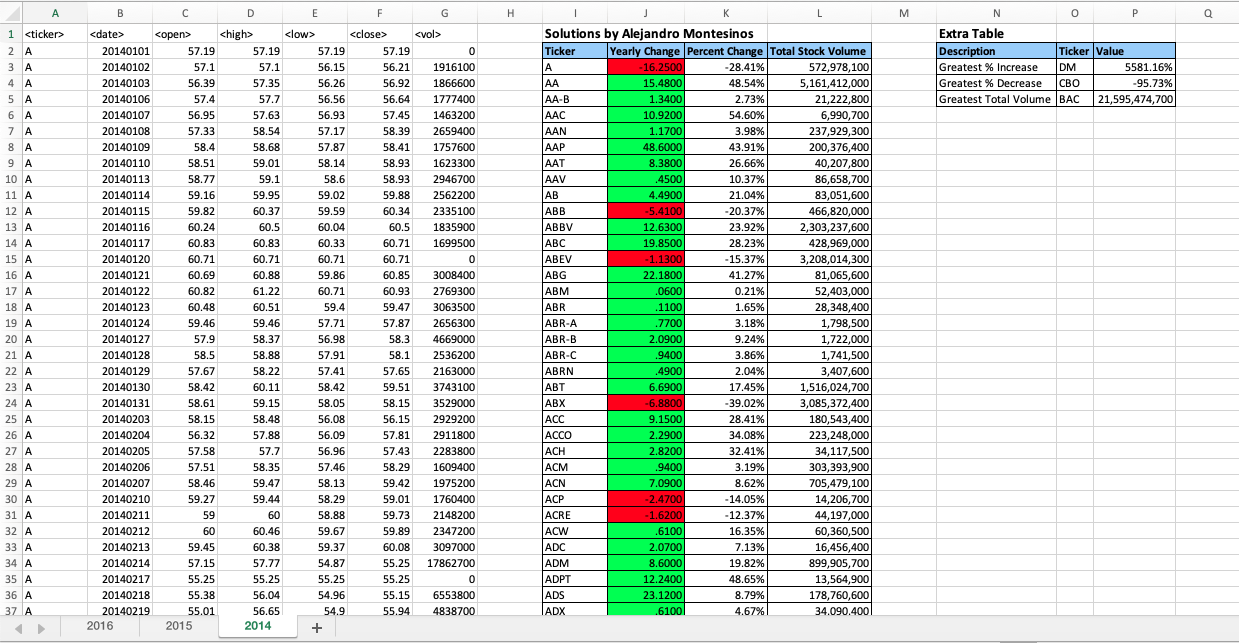 A B C D E F G H I J K L M N O P Q
1 <ticker> <date> <open> <high> <low> <close> <vol> Solutions by Alejandro Montesinos Extra Table
2 A 20140101 57.19 57.19 57.19 57.19 0 Ticker Yearly Change Percent Change Total Stock Volume Description Ticker Value
3 A 20140102 57.1 57.1 56.15 56.21 1916100 A -16.2500 -28.41% 572,978,100 Greatest % Increase DM 5581.16%
4 A 20140103 56.39 57.35 56.26 56.92 1866600 AA 15.4800 48.54% 5,161,412,000 Greatest % Decrease CBO -95.73%
5 A 20140106 57.4 57.7 56.56 56.64 1777400 AA-B 1.3400 2.73% 21,222,800 Greatest Total Volume BAC 21,595,474,700
6 A 20140107 56.95 57.63 56.93 57.45 1463200 AAC 10.9200 54.60% 6,990,700
7 A 20140108 57.33 58.54 57.17 58.39 2659400 AAN 1.1700 3.98% 237,929,300
8 A 20140109 58.4 58.68 57.87 58.41 1757600 AAP 48.6000 43.91% 200,376,400
9 A 20140110 58.51 59.01 58.14 58.93 1623300 AAT 8.3800 26.66% 40,207,800
10 A 20140113 58.77 59.1 58.6 58.93 2946700 AAV .4500 10.37% 86,658,700
11 A 20140114 59.16 59.95 59.02 59.88 2562200 AB 4.4900 21.04% 83,051,600
12 A 20140115 59.82 60.37 59.59 60.34 2335100 ABB -5.4100 -20.37% 466,820,000
13 A 20140116 60.24 60.5 60.04 60.5 1835900 ABBV 12.6300 23.92% 2,303,237,600
14 A 20140117 60.83 60.83 60.33 60.71 1699500 ABC 19.8500 28.23% 428,969,000
15 A 20140120 60.71 60.71 60.71 60.71 0 ABEV -1.1300 -15.37% 3,208,014,300
16 A 20140121 60.69 60.88 59.86 60.85 3008400 ABG 22.1800 41.27% 81,065,600
17 A 20140122 60.82 61.22 60.71 60.93 2769300 ABM .0600 0.21% 52,403,000
18 A 20140123 60.48 60.51 59.4 59.47 3063500 ABR .1100 1.65% 28,348,400
19 A 20140124 59.46 59.46 57.71 57.87 2656300 ABR-A .7700 3.18% 1,798,500
20 A 20140127 57.9 58.37 56.98 58.3 4669000 ABR-B 2.0900 9.24% 1,722,000
21 A 20140128 58.5 58.88 57.91 58.1 2536200 ABR-C .9400 3.86% 1,741,500
22 A 20140129 57.67 58.22 57.41 57.65 2163000 ABRN .4900 2.04% 3,407,600
23 A 20140130 58.42 60.11 58.42 59.51 3743100 ABT 6.6900 17.45% 1,516,024,700
24 A 20140131 58.61 59.15 58.05 58.15 3529000 ABX -6.8800 -39.02% 3,085,372,400
25 A 20140203 58.15 58.48 56.08 56.15 2929200 ACC 9.1500 28.41% 180,543,400
26 A 20140204 56.32 57.88 56.09 57.81 2911800 ACCO 2.2900 34.08% 223,248,000
27 A 20140205 57.58 57.7 56.96 57.43 2283800 ACH 2.8200 32.41% 34,117,500
28 A 20140206 57.51 58.35 57.46 58.29 1609400 ACM .9400 3.19% 303,393,900
29 A 20140207 58.46 59.47 58.13 59.42 1975200 ACN 7.0900 8.62% 705,479,100
30 A 20140210 59.27 59.44 58.29 59.01 1760400 ACP -2.4700 -14.05% 14,206,700
31 A 20140211 59 60 58.88 59.73 2148200 ACRE -1.6200 -12.37% 44,197,000
32 A 20140212 60 60.46 59.67 59.89 2347200 ACW .6100 16.35% 60,360,500
33 A 20140213 59.45 60.38 59.37 60.08 3097000 ADC 2.0700 7.13% 16,456,400
34 A 20140214 57.15 57.77 54.87 55.25 17862700 ADM 8.6000 19.82% 899,905,700
35 A 20140217 55.25 55.25 55.25 55.25 0 ADPT 12.2400 48.65% 13,564,900
36 A 20140218 55.38 56.04 54.96 55.15 6553800 ADS 23.1200 8.79% 178,760,600
37 A 20140219 55.01 56.65 54.9 55.94 4838700 ADX .6100 4.67% 34,090,400
2016 2015 2014 +